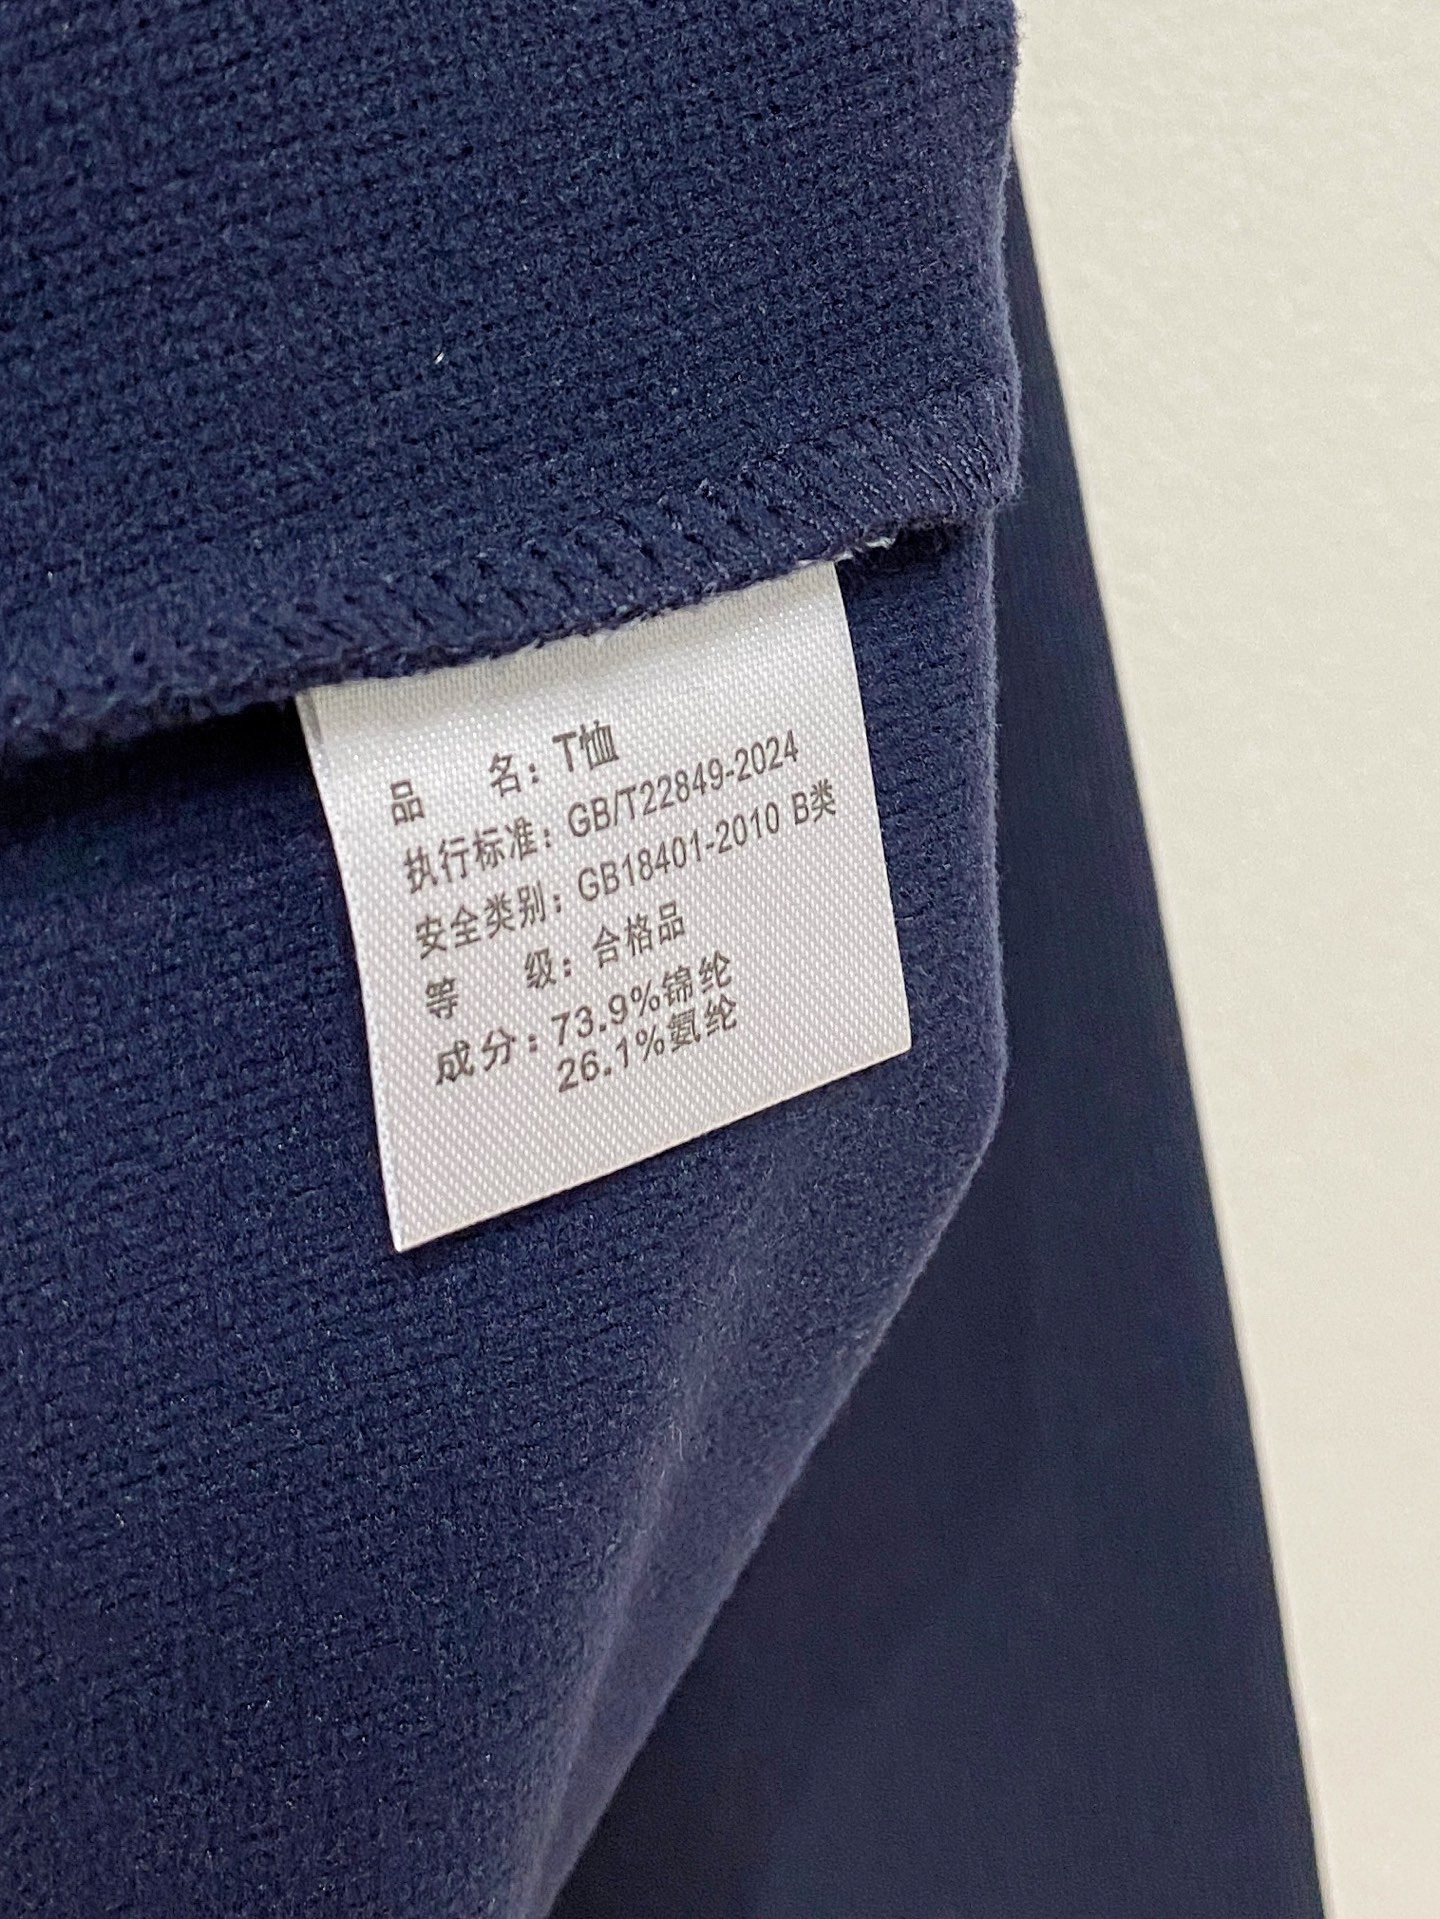 品 名：T恤
执行标准：GB/T22849-2024
安全类别：GB18401-2010 B类
等 级：合格品
成分：73.9%锦纶
26.1%氨纶